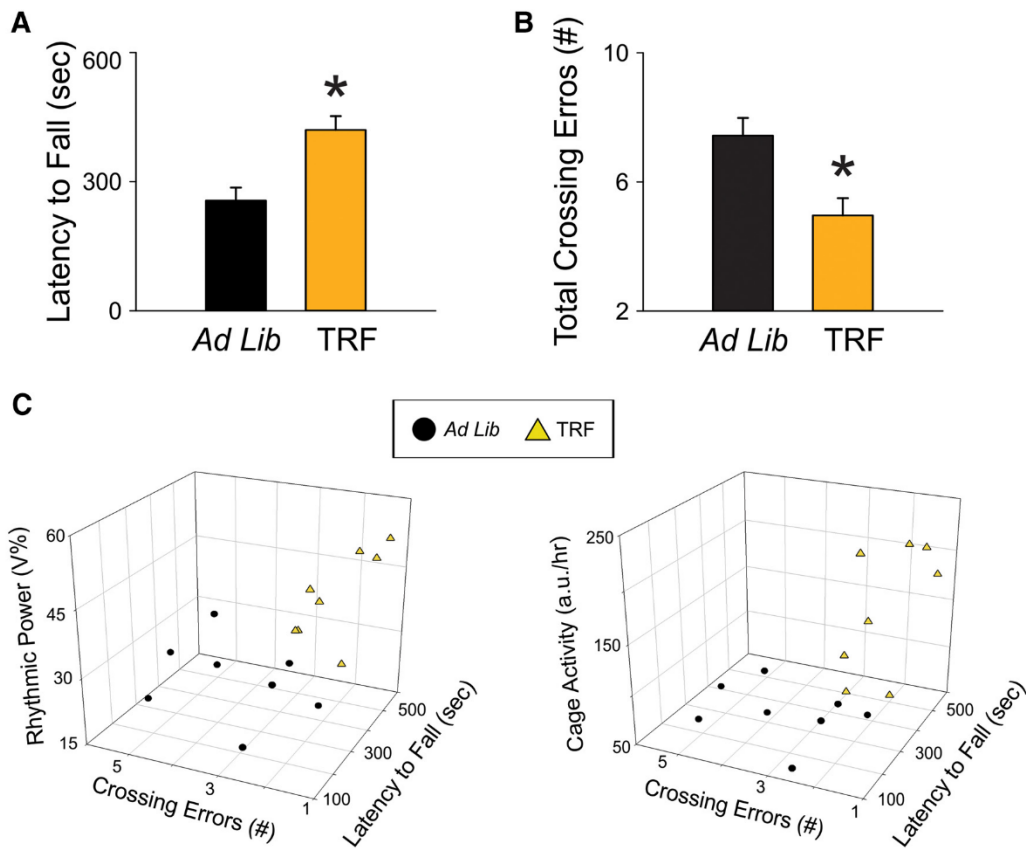 A
Latency to Fall (sec)
600
300
0
*
Ad Lib
TRF
B
Total Crossing Erros (#)
10
6
2
*
Ad Lib
TRF
C
Ad Lib
TRF
Rhythmic Power (V%)
60
45
30
15
5
3
1
Crossing Errors (#)
100
300
500
Latency to Fall (sec)
Cage Activity (a.u./hr)
250
150
50
5
3
1
Crossing Errors (#)
100
300
500
Latency to Fall (sec)